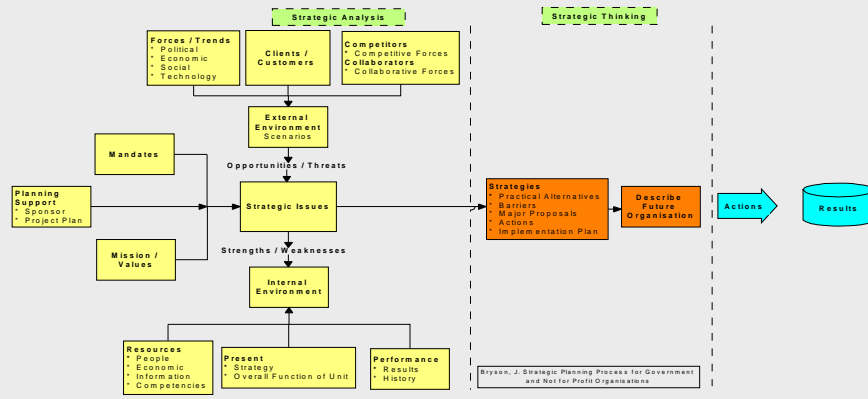 Strategic Analysis
Strategic Thinking
Forces / Trends
* Political
* Economic
* Social
* Technology
Clients /
Customers
Competitors
* Competitive Forces
Collaborators
* Collaborative Forces
External
Environment
Scenarios
Mandates
Opportunities / Threats
Planning
Support
* Sponsor
* Project Plan
Strategic Issues
Strategies
* Practical Alternatives
* Barriers
* Major Proposals
* Actions
* Implementation Plan
Describe
Future
Organisation
Actions
Results
Mission /
Values
Strengths / Weaknesses
Internal
Environment
Resources
* People
* Economic
* Information
* Competencies
Present
* Strategy
* Overall Function of Unit
Performance
* Results
* History
Bryson, J. Strategic Planning Process for Government
and Not for Profit Organisations